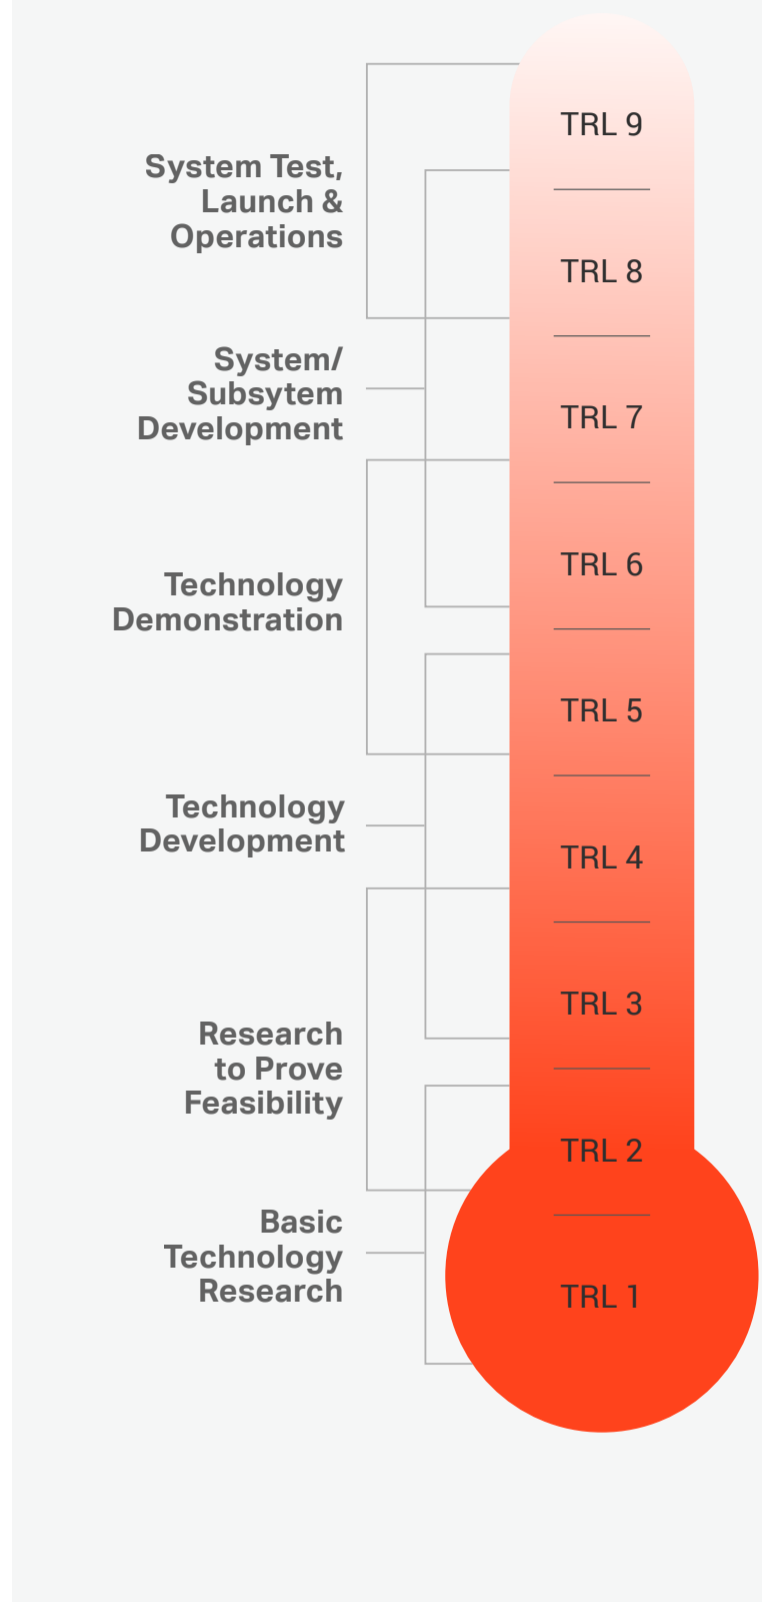 System Test,
Launch &
Operations
System/
Subsytem
Development
Technology
Demonstration
Technology
Development
Research
to Prove
Feasibility
Basic
Technology
Research
TRL 9
TRL 8
TRL 7
TRL 6
TRL 5
TRL 4
TRL 3
TRL 2
TRL 1